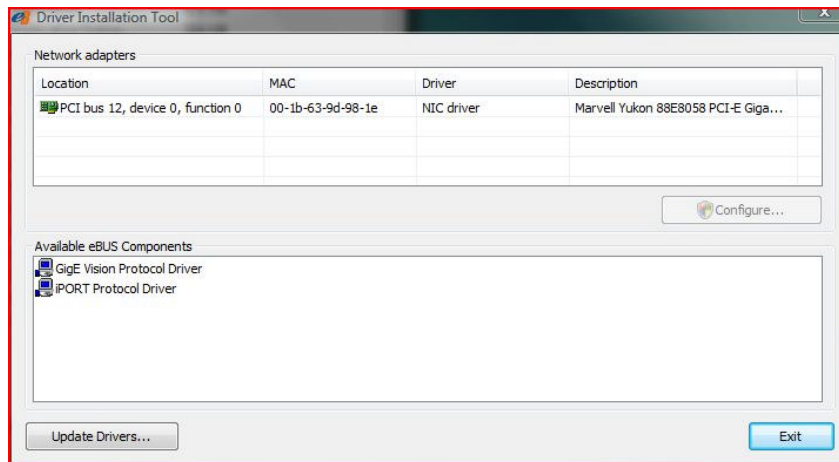 Driver Installation Tool
Network adapters
Location MAC Driver Description
PCI bus 12, device 0, function 0 00-1b-63-9d-98-1e NIC driver Marvell Yukon 88E8058 PCI-E Giga...
Configure...
Available eBUS Components
GigE Vision Protocol Driver
iPORT Protocol Driver
Update Drivers... Exit